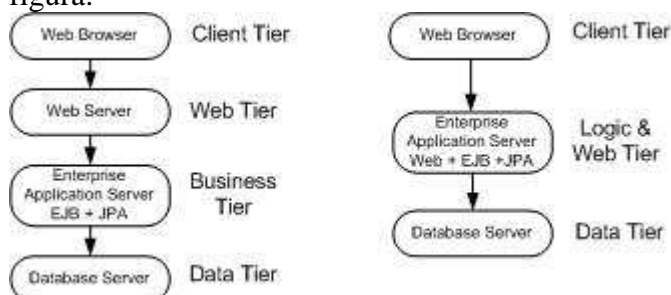 figura:
Web Browser
Client Tier
Web Server
Web Tier
Enterprise
Application Server
EJB + JPA
Business
Tier
Database Server
Data Tier
Web Browser
Client Tier
Enterprise
Application Server
Web + EJB +JPA
Logic &
Web Tier
Database Server
Data Tier